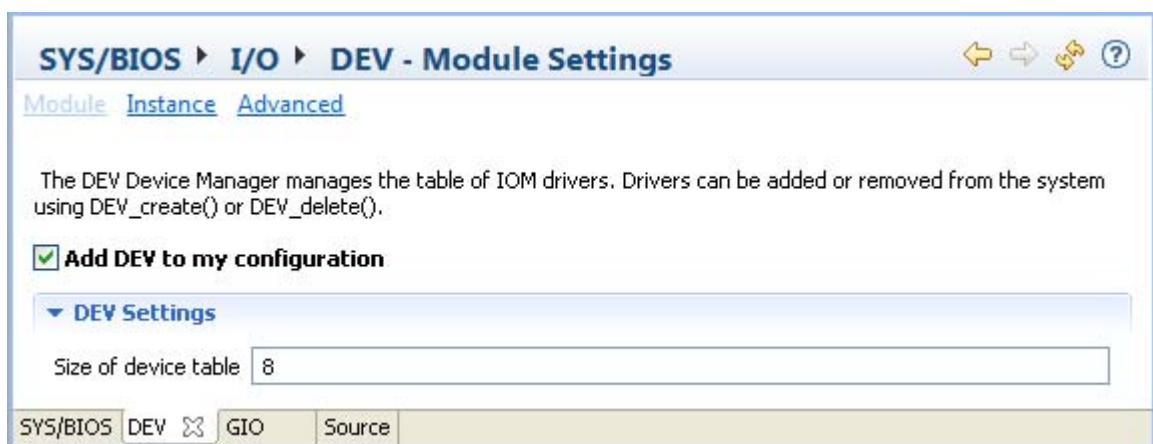 SYS/BIOS ▸ I/O ▸ DEV - Module Settings
Module Instance Advanced
The DEV Device Manager manages the table of IOM drivers. Drivers can be added or removed from the system
using DEV_create() or DEV_delete().
Add DEV to my configuration
DEV Settings
Size of device table 8
SYS/BIOS DEV GIO Source